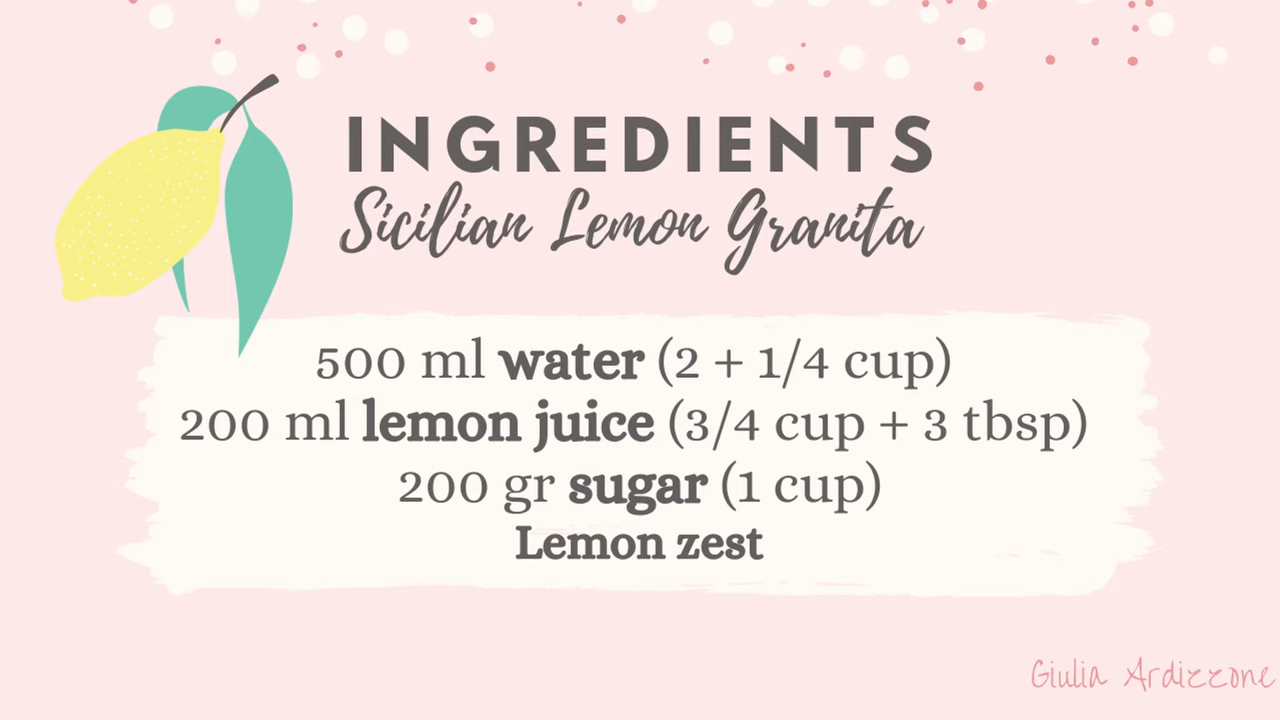 INGREDIENTS
Sicilian Lemon Granita
500 ml water (2 + 1/4 cup)
200 ml lemon juice (3/4 cup + 3 tbsp)
200 gr sugar (1 cup)
Lemon zest
Giulia Ardizzone